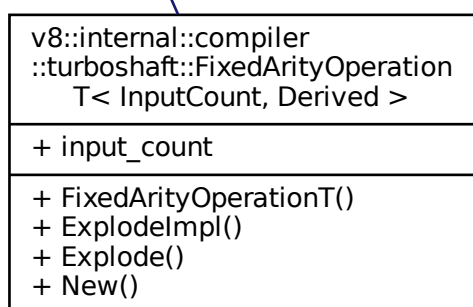 v8::internal::compiler
::turboshaft::FixedArityOperation
T< InputCount, Derived >
+ input_count
+ FixedArityOperationT()
+ ExplodeImpl()
+ Explode()
+ New()